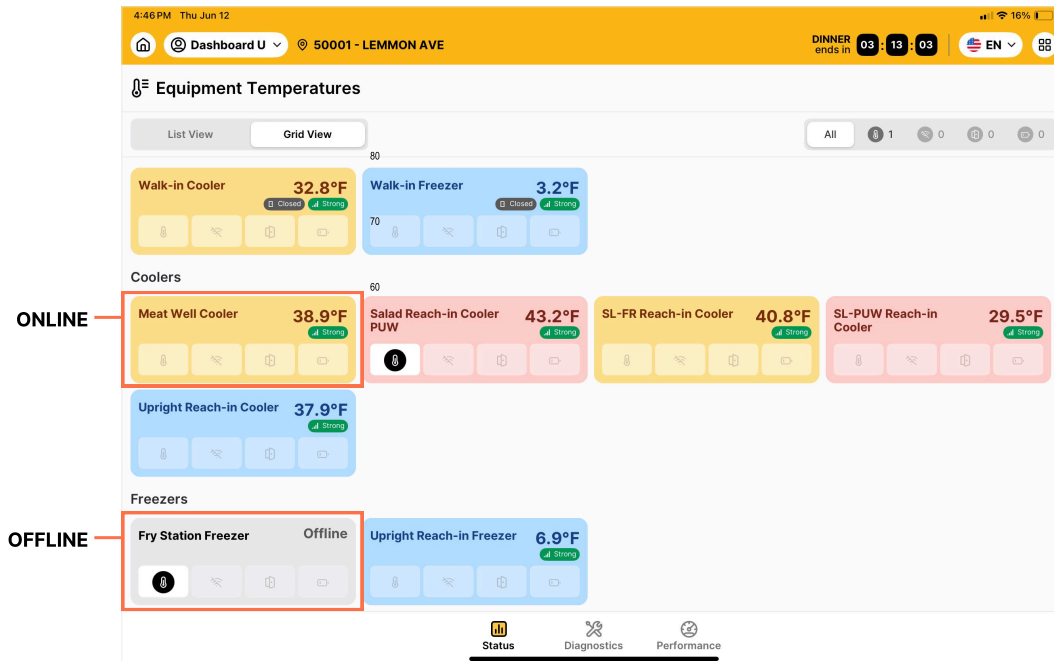 4:46 PM Thu Jun 12
16%
Dashboard U
50001 - LEMMON AVE
DINNER
ends in
03 : 13 : 03
EN
Equipment Temperatures
List View
Grid View
All
1
0
0
0
80
Walk-in Cooler
32.8°F
Closed
Strong
Walk-in Freezer
3.2°F
Closed
Strong
70
Coolers
60
ONLINE
Meat Well Cooler
38.9°F
Strong
Salad Reach-in Cooler
PUW
43.2°F
Strong
SL-FR Reach-in Cooler
40.8°F
Strong
SL-PUW Reach-in
Cooler
29.5°F
Strong
Upright Reach-in Cooler
37.9°F
Strong
Freezers
OFFLINE
Fry Station Freezer
Offline
Upright Reach-in Freezer
6.9°F
Strong
Status
Diagnostics
Performance